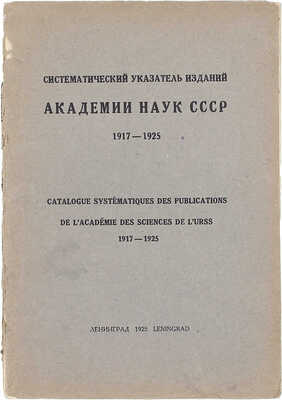 СИСТЕМАТИЧЕСКИЙ УКАЗАТЕЛЬ ИЗДАНИЙ
АКАДЕМИИ НАУК СССР
1917—1925
CATALOGUE SYSTÉMATIQUES DES PUBLICATIONS
DE L'ACADÉMIE DES SCIENCES DE L'URSS
1917—1925
ЛЕНИНГРАД 1925 LENINGRAD